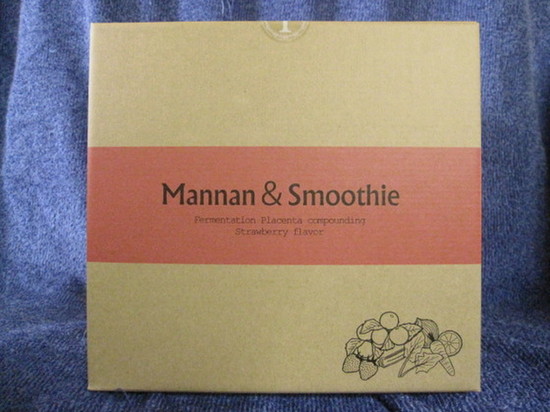 Mannan & Smoothie
Fermentation Placenta compounding
Strawberry flavor